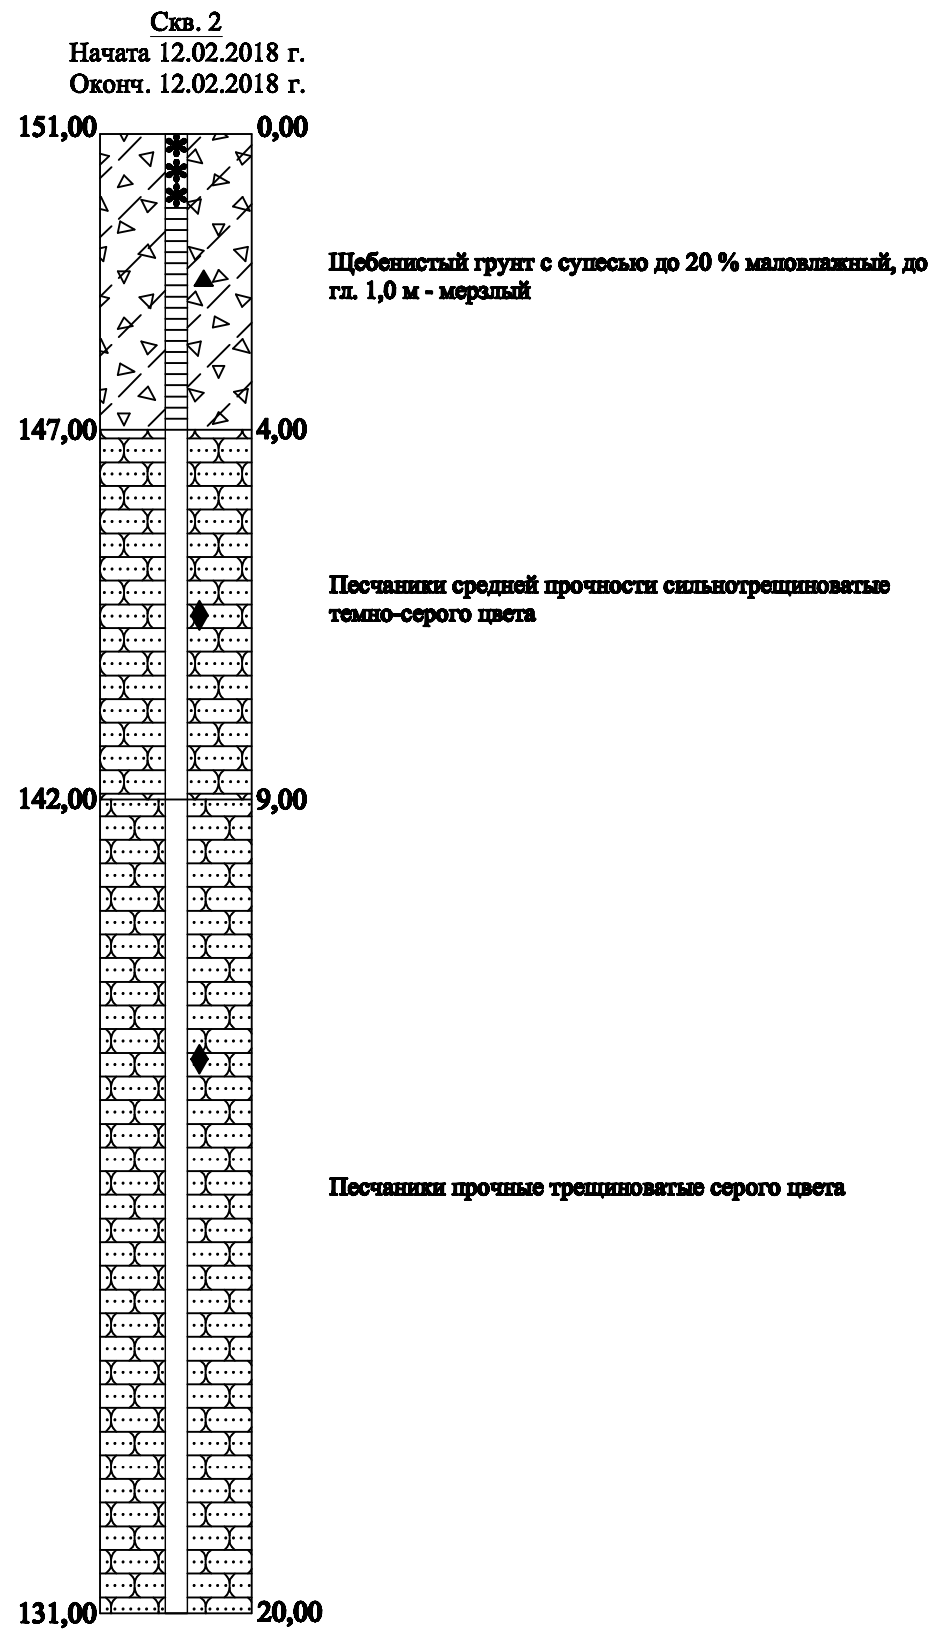 Скв. 2
Начата 12.02.2018 г.
Оконч. 12.02.2018 г.
151,00 0,00
Щебенистый грунт с супесью до 20 % маловлажный, до
гл. 1,0 м - мерзлый
147,00 4,00
Песчаники средней прочности сильнотрещиноватые
темно-серого цвета
142,00 9,00
Песчаники прочные трещиноватые серого цвета
131,00 20,00